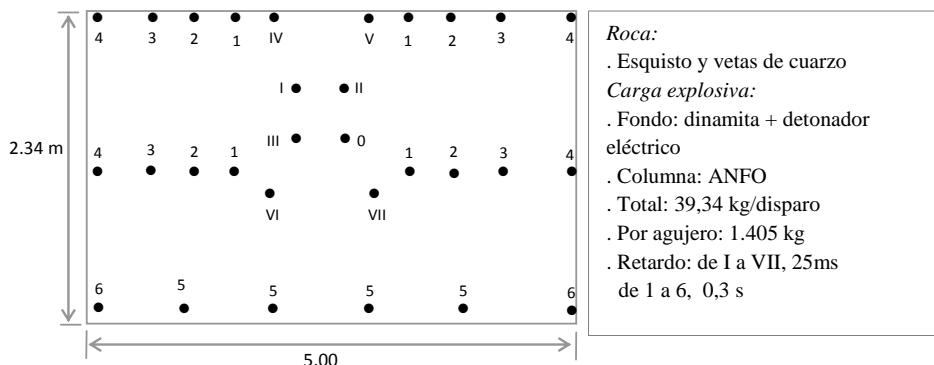 4 3 2 1 IV V 1 2 3 4
I II
2.34 m
III 0
4 3 2 1 1 2 3 4
VI VII
6 5 5 5 5 6
5.00
Roca:
. Esquisto y vetas de cuarzo
Carga explosiva:
. Fondo: dinamita + detonador
eléctrico
. Columna: ANFO
. Total: 39,34 kg/disparo
. Por agujero: 1.405 kg
. Retardo: de I a VII, 25ms
de 1 a 6, 0,3 s